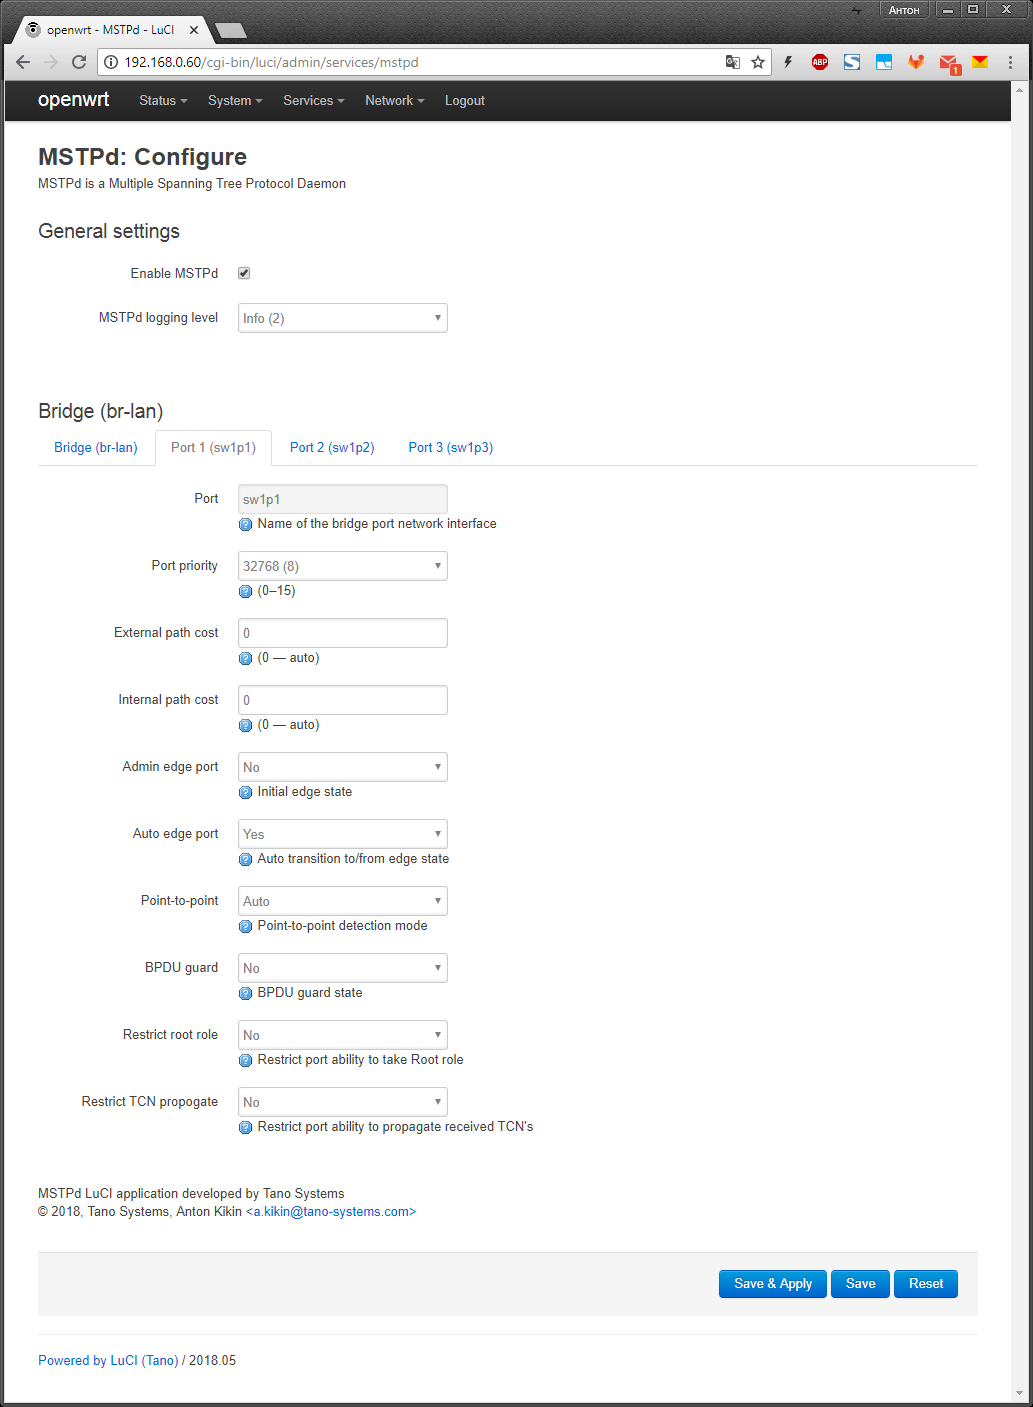 Антон
openwrt - MSTPd - LuCI
192.168.0.60/cgi-bin/luci/admin/services/mstpd
ABP
S
1
openwrt Status System Services Network Logout
MSTPd: Configure
MSTPd is a Multiple Spanning Tree Protocol Daemon
General settings
Enable MSTPd
MSTPd logging level Info (2)
Bridge (br-lan)
Bridge (br-lan) Port 1 (sw1p1) Port 2 (sw1p2) Port 3 (sw1p3)
Port sw1p1
Name of the bridge port network interface
Port priority 32768 (8)
(0–15)
External path cost 0
(0 — auto)
Internal path cost 0
(0 — auto)
Admin edge port No
Initial edge state
Auto edge port Yes
Auto transition to/from edge state
Point-to-point Auto
Point-to-point detection mode
BPDU guard No
BPDU guard state
Restrict root role No
Restrict port ability to take Root role
Restrict TCN propogate No
Restrict port ability to propagate received TCN's
MSTPd LuCI application developed by Tano Systems
© 2018, Tano Systems, Anton Kikin <a.kikin@tano-systems.com>
Save & Apply Save Reset
Powered by LuCI (Tano) / 2018.05